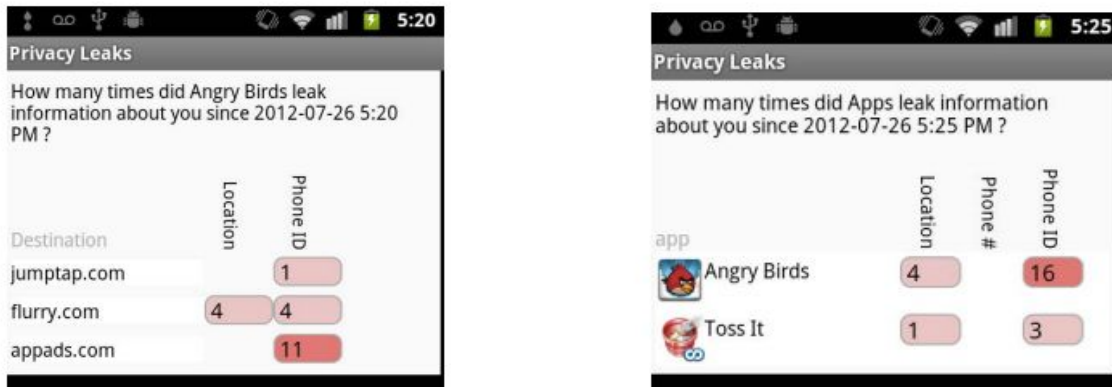 5:20
Privacy Leaks
How many times did Angry Birds leak
information about you since 2012-07-26 5:20
PM ?
Destination Location Phone ID
jumptap.com 1
flurry.com 4 4
appads.com 11
5:25
Privacy Leaks
How many times did Apps leak information
about you since 2012-07-26 5:25 PM ?
app Location Phone # Phone ID
Angry Birds 4 16
Toss It 1 3